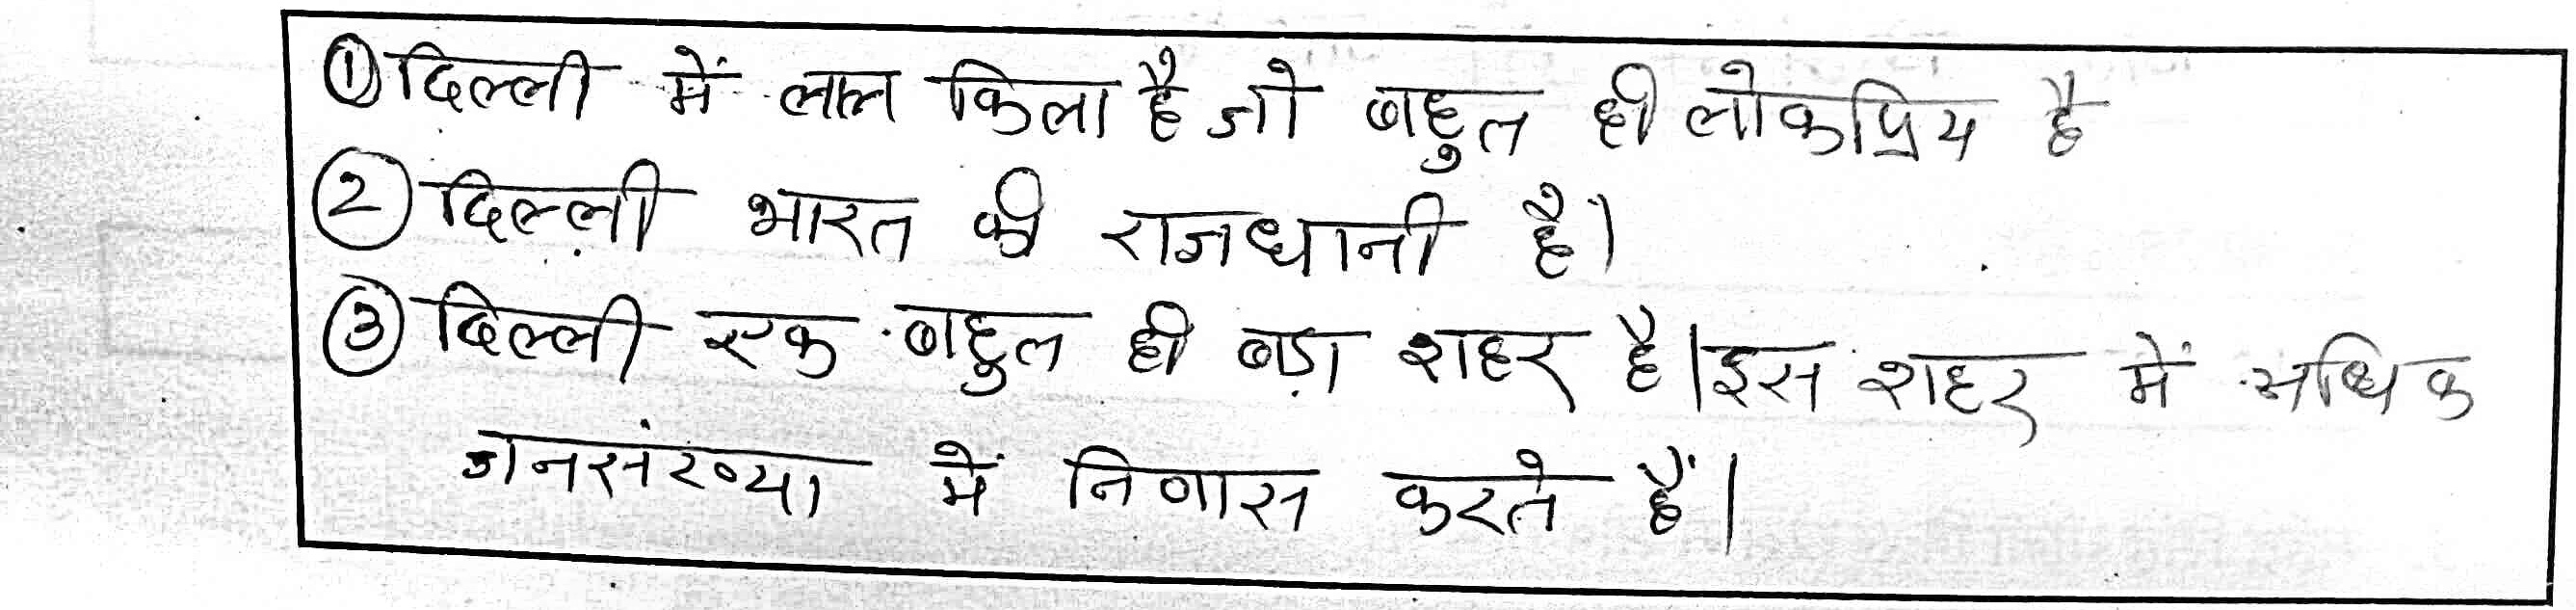 ① दिल्ली में लाल किला है जो बहुत ही लोकप्रिय है
② दिल्ली भारत की राजधानी है।
③ दिल्ली एक बहुत ही बड़ा शहर है। इस शहर में अधिक
जनसंख्या में निवास करते हैं।